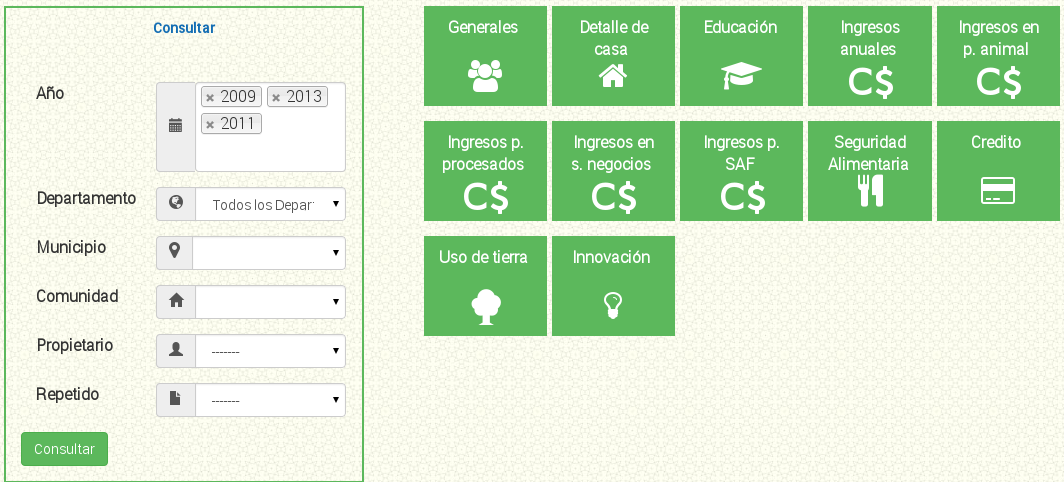 Consultar
Año
× 2009 × 2013
× 2011
Departamento
Todos los Depar
Municipio
Comunidad
Propietario
-------
Repetido
-------
Consultar
Generales
Detalle de
casa
Educación
Ingresos
anuales
C$
Ingresos en
p. animal
C$
Ingresos p.
procesados
C$
Ingresos en
s. negocios
C$
Ingresos p.
SAF
C$
Seguridad
Alimentaria
Credito
Uso de tierra
Innovación